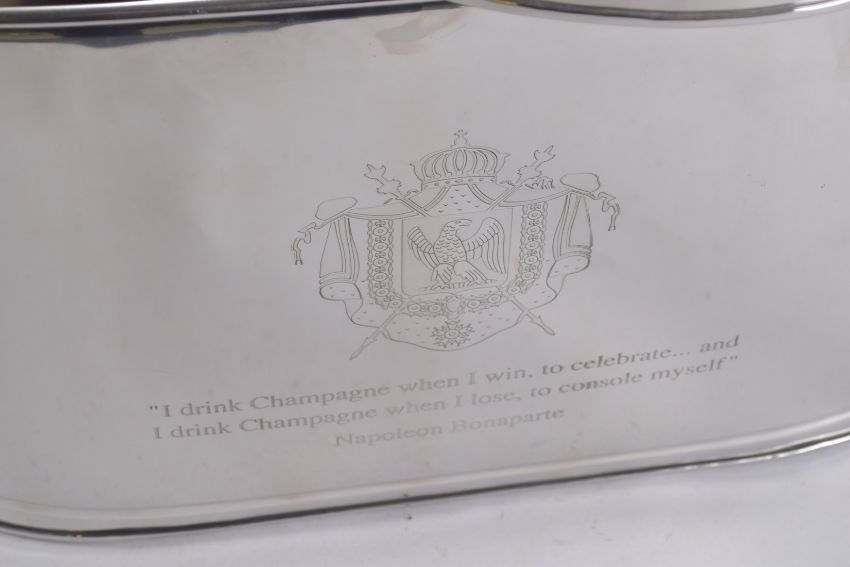 "I drink Champagne when I win, to celebrate... and
I drink Champagne when I lose, to console myself"
Napoleon Bonaparte